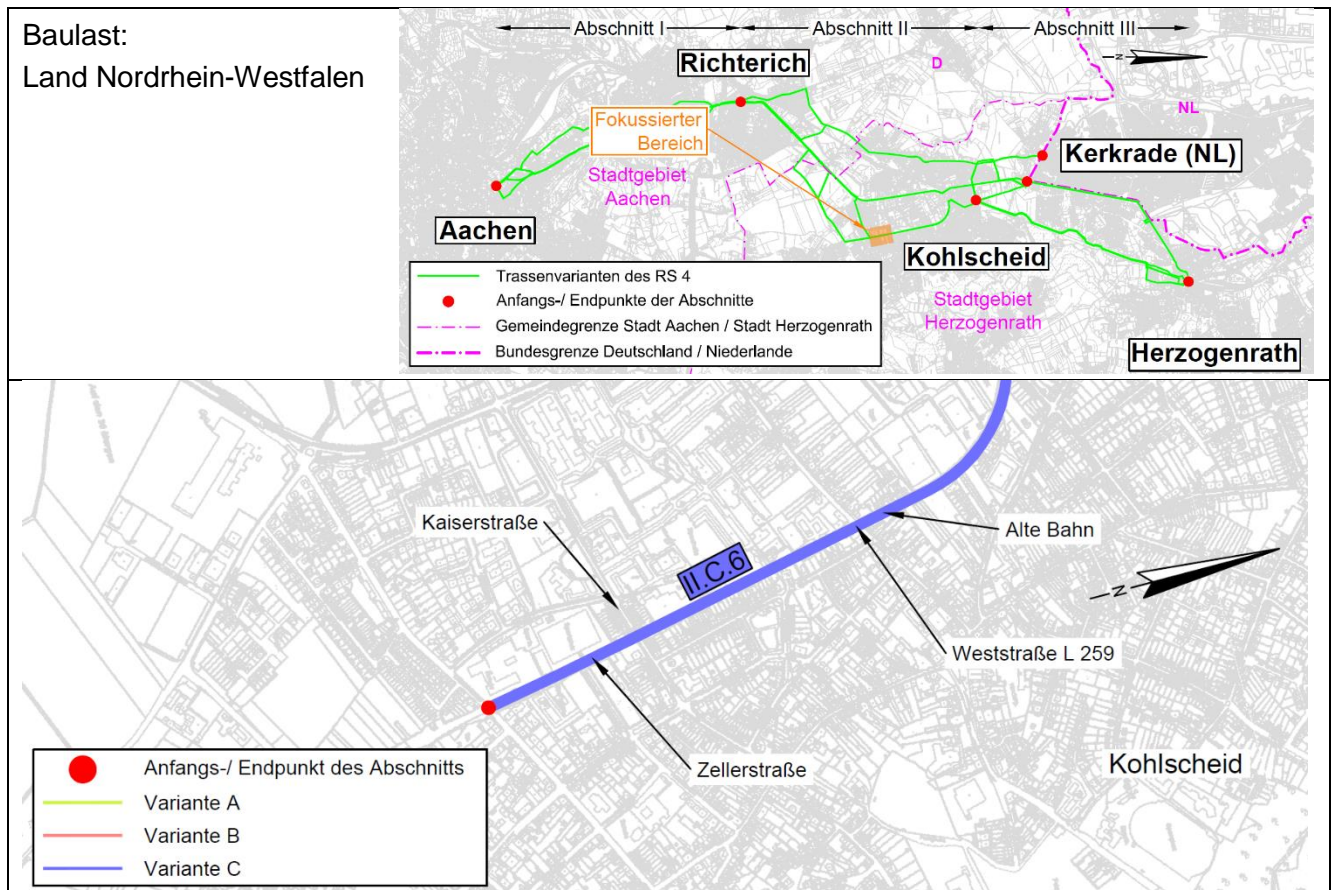 Baulast:
Land Nordrhein-Westfalen
Abschnitt I
Abschnitt II
Abschnitt III
Richterich
D
N
NL
Fokussierter
Bereich
Kerkrade (NL)
Stadtgebiet
Aachen
Aachen
Kohlscheid
Trassenvarianten des RS 4
Anfangs-/ Endpunkte der Abschnitte
Gemeindegrenze Stadt Aachen / Stadt Herzogenrath
Bundesgrenze Deutschland / Niederlande
Stadtgebiet
Herzogenrath
Herzogenrath
Kaiserstraße
II.C.6
Alte Bahn
N
Weststraße L 259
Zellerstraße
Kohlscheid
Anfangs-/ Endpunkt des Abschnitts
Variante A
Variante B
Variante C